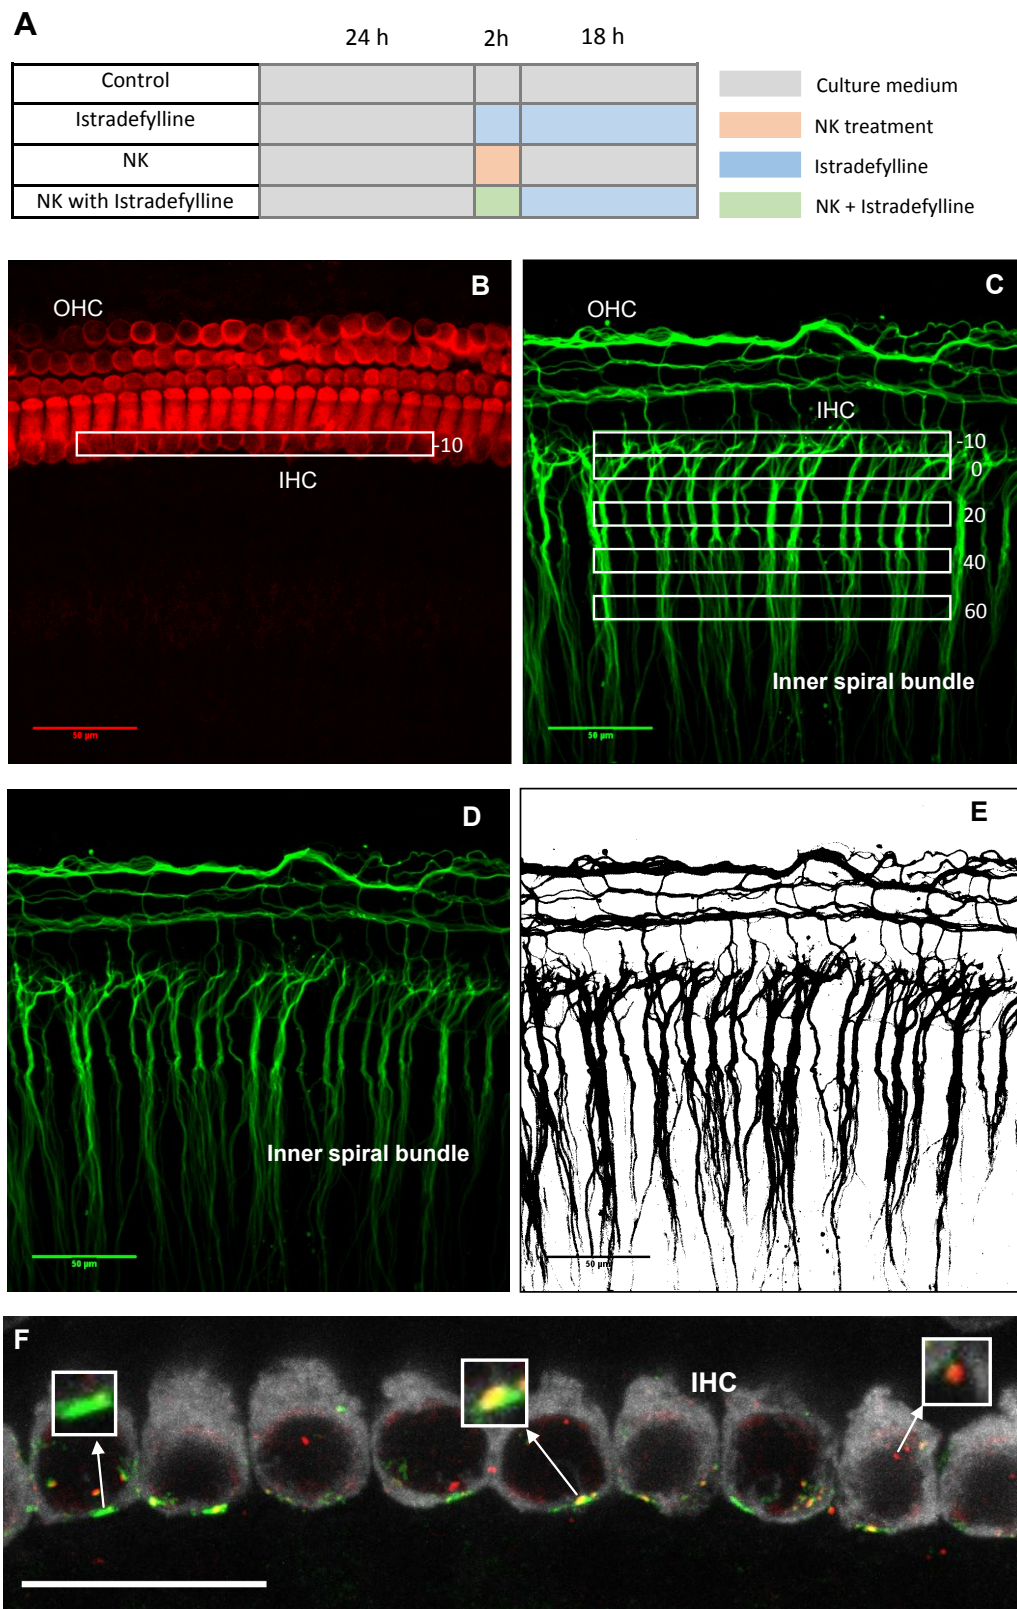 A
24 h 2h 18 h
Control
Istradefylline
NK
NK with Istradefylline
Culture medium
NK treatment
Istradefylline
NK + Istradefylline
B
OHC
-10
IHC
50 µm
C
OHC
IHC
-10
0
20
40
60
Inner spiral bundle
50 µm
D
Inner spiral bundle
50 µm
E
50 µm
F
IHC